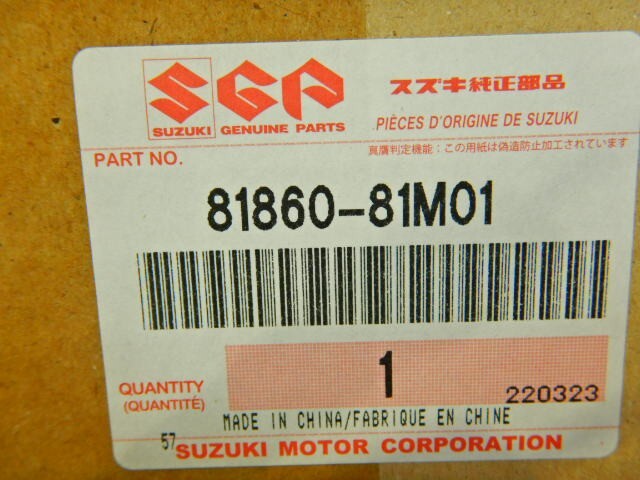 SUZUKI
SGP
GENUINE PARTS
スズキ純正部品
PIÈCES D'ORIGINE DE SUZUKI
真贋判定機能：この用紙は偽造防止加工されています
PART NO.
81860-81M01
QUANTITY
(QUANTITÉ)
1
220323
MADE IN CHINA/FABRIQUE EN CHINE
57
SUZUKI MOTOR CORPORATION